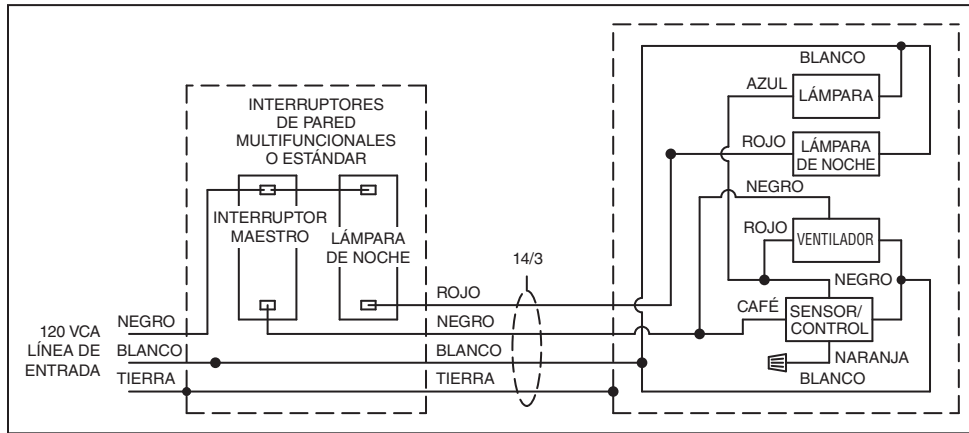 INTERRUPTORES
DE PARED
MULTIFUNCIONALES
O ESTÁNDAR
INTERRUPTOR
MAESTRO
LÁMPARA
DE NOCHE
120 VCA
LÍNEA DE
ENTRADA
NEGRO
BLANCO
TIERRA
14/3
ROJO
NEGRO
BLANCO
TIERRA
BLANCO
AZUL
LÁMPARA
ROJO
LÁMPARA
DE NOCHE
NEGRO
ROJO
VENTILADOR
NEGRO
CAFÉ
SENSOR/
CONTROL
NARANJA
BLANCO